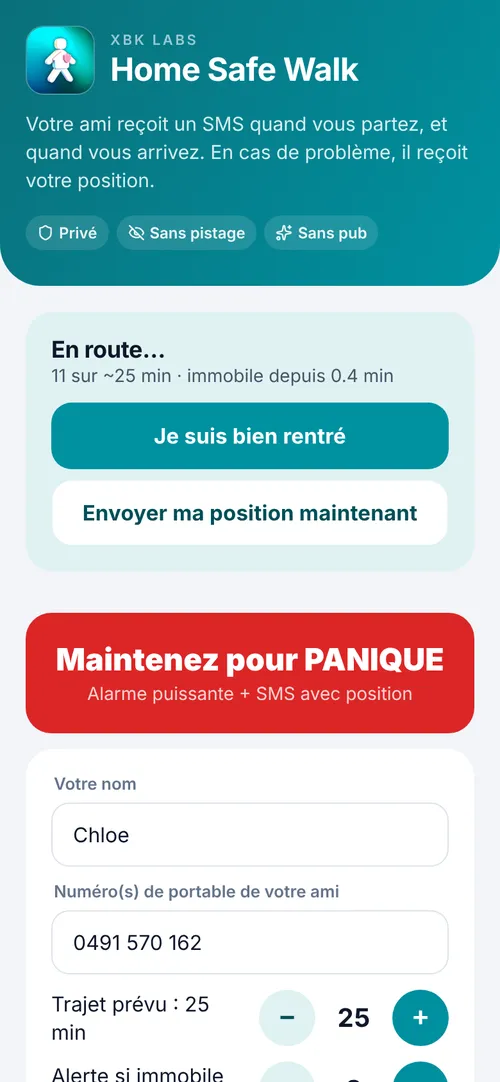 XBK LABS
Home Safe Walk
Votre ami reçoit un SMS quand vous partez, et
quand vous arrivez. En cas de problème, il reçoit
votre position.
Privé
Sans pistage
Sans pub
En route…
11 sur ~25 min · immobile depuis 0.4 min
Je suis bien rentré
Envoyer ma position maintenant
Maintenez pour PANIQUE
Alarme puissante + SMS avec position
Votre nom
Chloe
Numéro(s) de portable de votre ami
0491 570 162
Trajet prévu : 25
min
− 25 +
Alerte si immobile